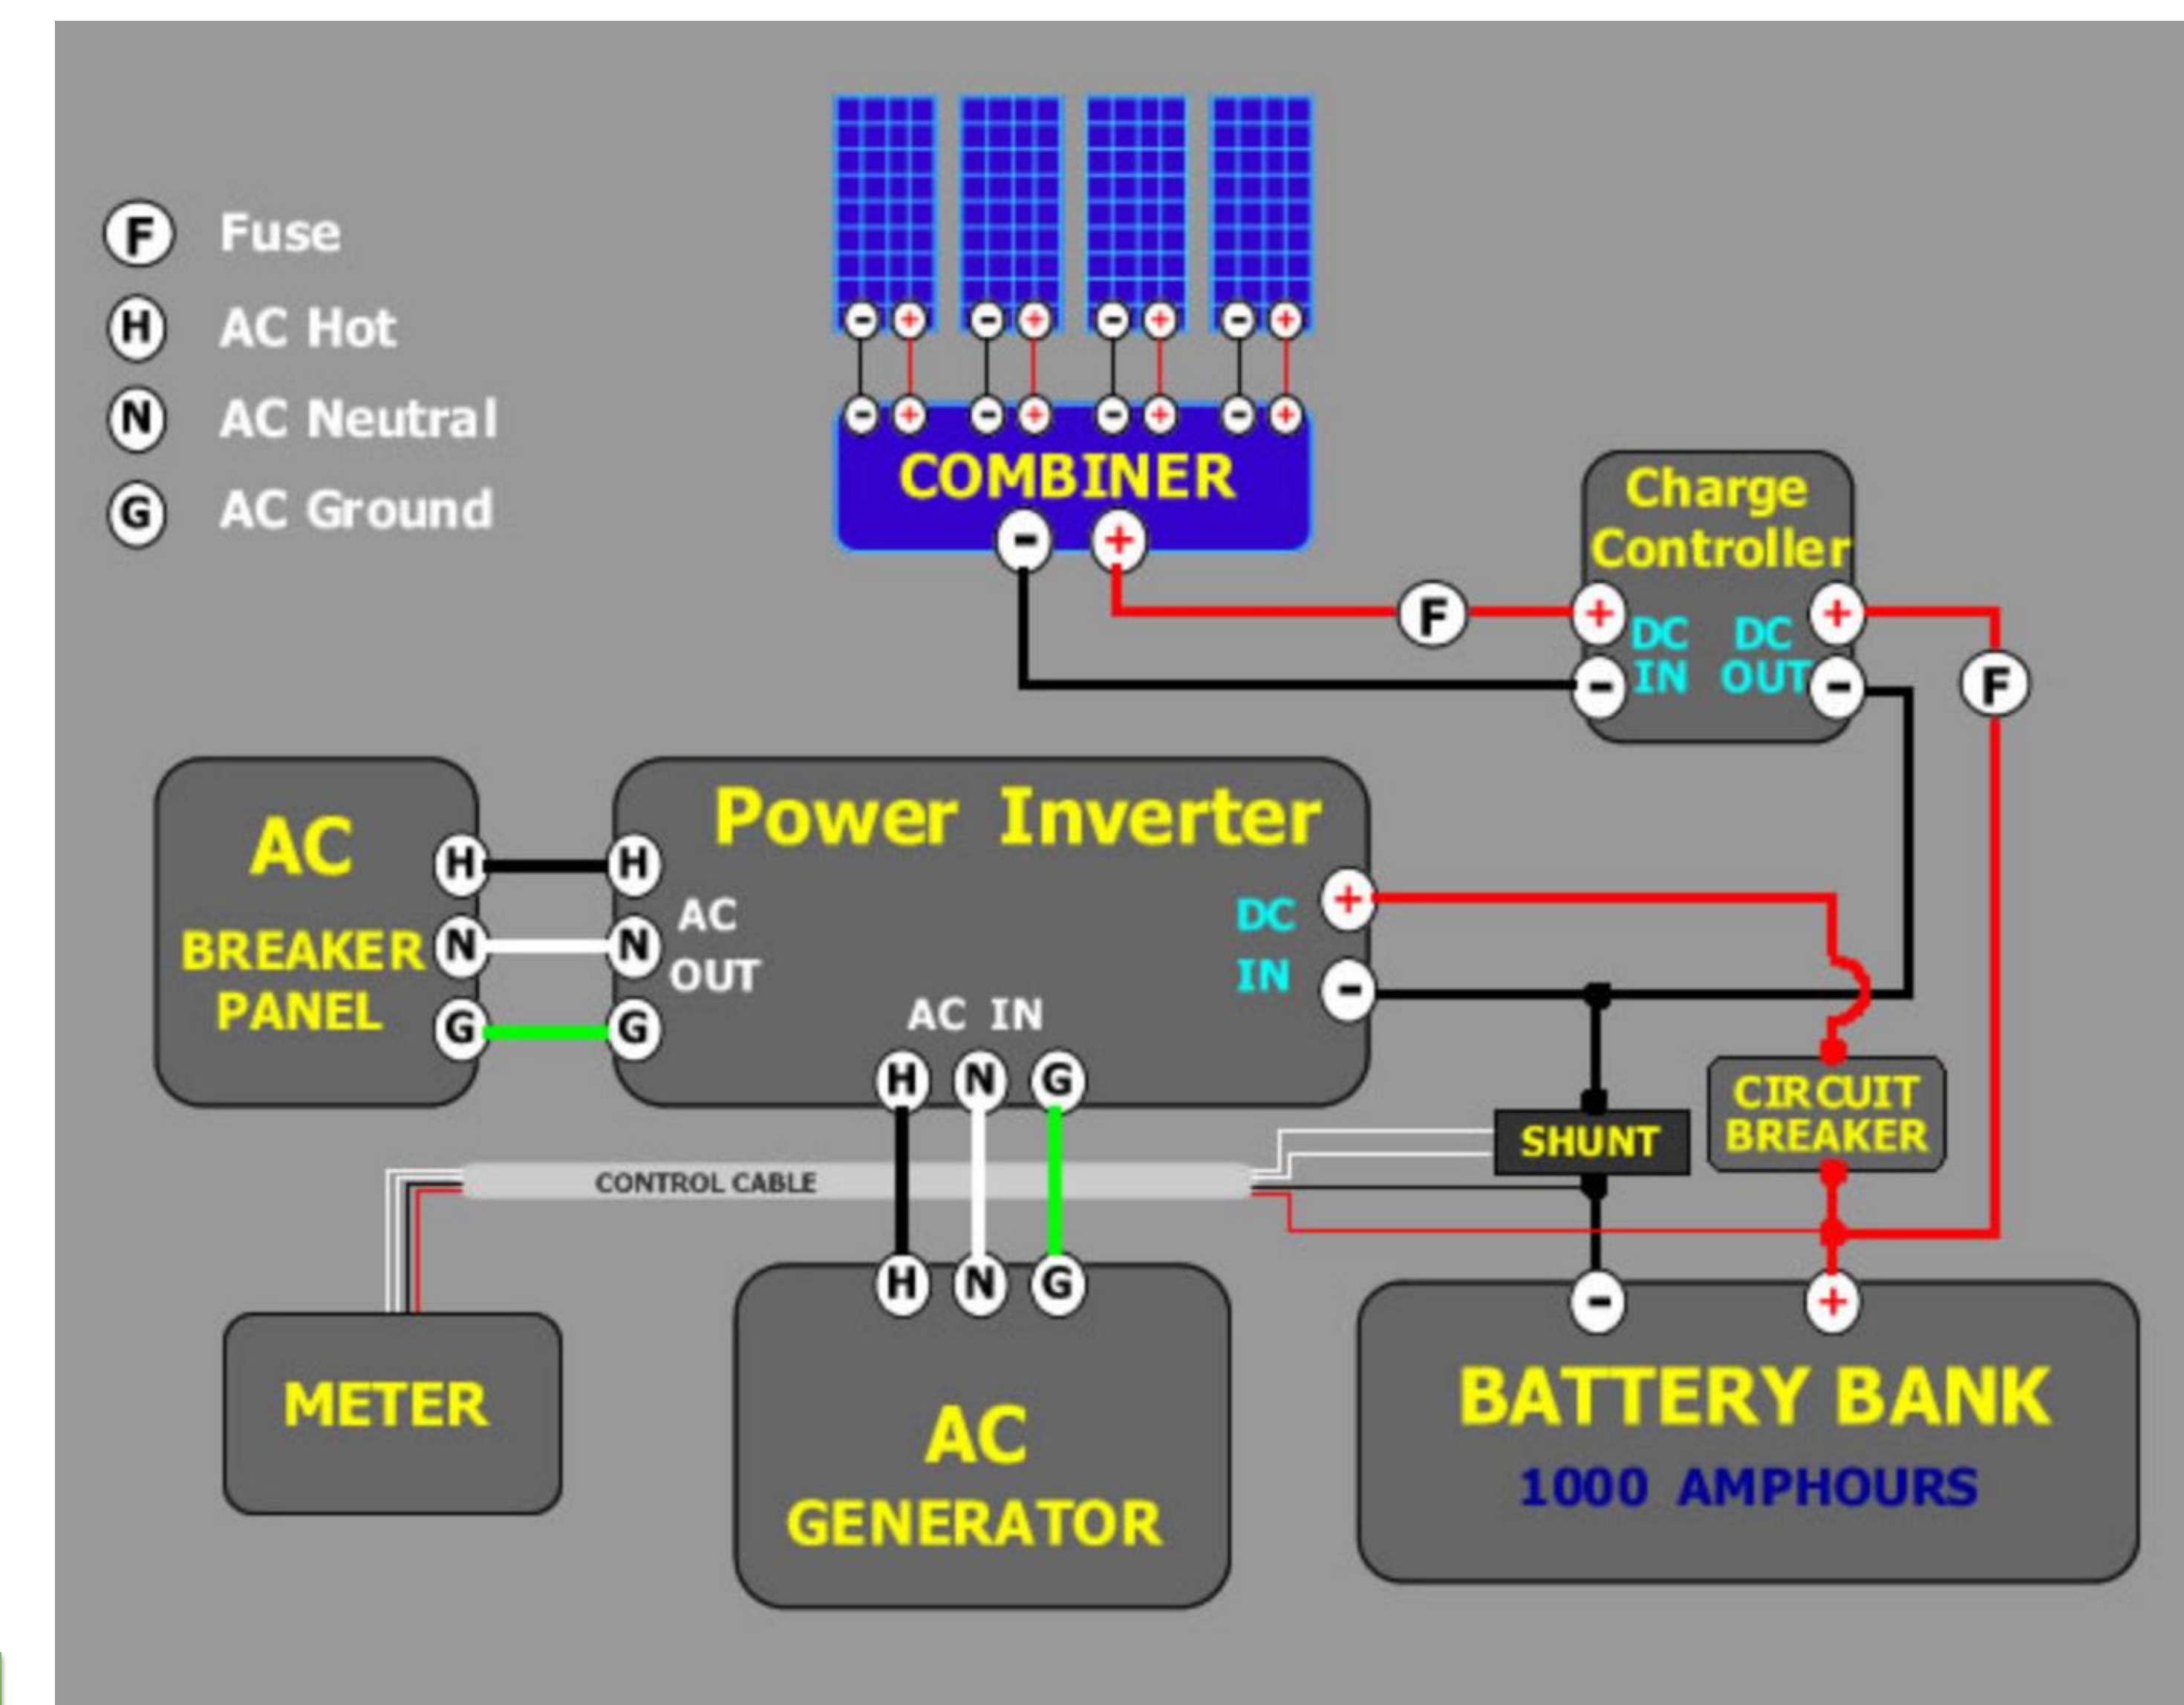 F Fuse
H AC Hot
N AC Neutral
G AC Ground
- + - + - + - +
- + - + - + - +
COMBINER
- +
Charge
Controller
F + DC DC +
- IN OUT -
F
AC
BREAKER
PANEL
H H
N N
G G
Power Inverter
AC
OUT
DC +
IN -
AC IN
H N G
CIRCUIT
BREAKER
SHUNT
CONTROL CABLE
METER
H N G
AC
GENERATOR
- +
BATTERY BANK
1000 AMPHOURS